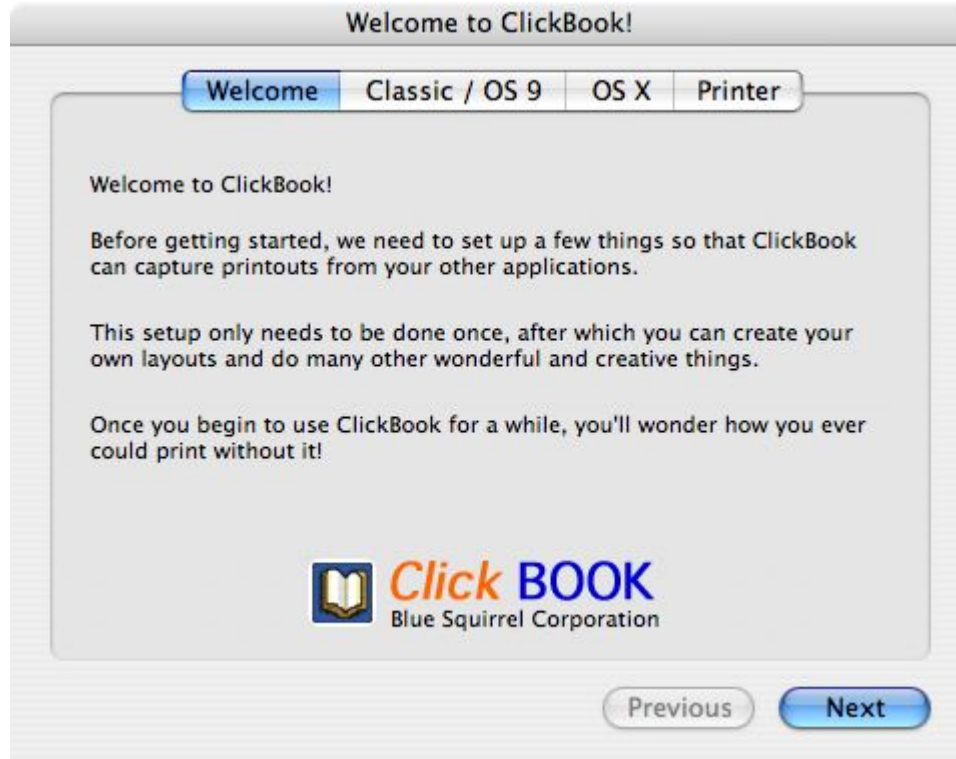 Welcome to ClickBook!
Welcome Classic / OS 9 OS X Printer
Welcome to ClickBook!
Before getting started, we need to set up a few things so that ClickBook
can capture printouts from your other applications.
This setup only needs to be done once, after which you can create your
own layouts and do many other wonderful and creative things.
Once you begin to use ClickBook for a while, you'll wonder how you ever
could print without it!
Click BOOK
Blue Squirrel Corporation
Previous Next